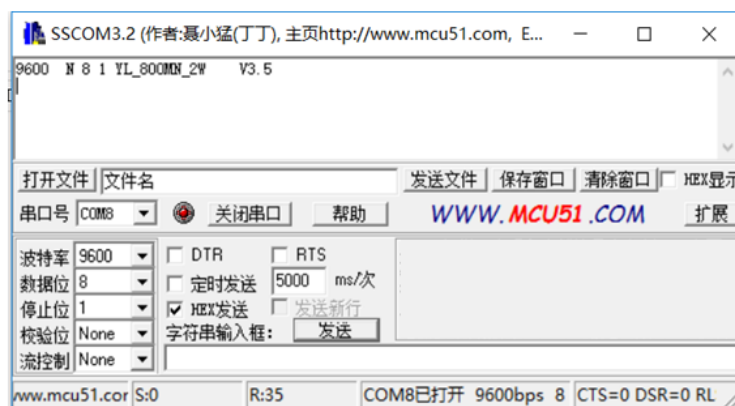 SSCOM3.2 (作者:聂小猛(丁丁), 主页http://www.mcu51.com, E...
9600 N 8 1 YL_800MN_2W V3.5
打开文件 文件名 发送文件 保存窗口 清除窗口 HEX显示
串口号 COM8 关闭串口 帮助 WWW.MCU51.COM 扩展
波特率 9600 DTR RTS
数据位 8 定时发送 5000 ms/次
停止位 1 HEX发送 发送新行
校验位 None 字符串输入框: 发送
流控制 None
www.mcu51.cor S:0 R:35 COM8已打开 9600bps 8 CTS=0 DSR=0 RL